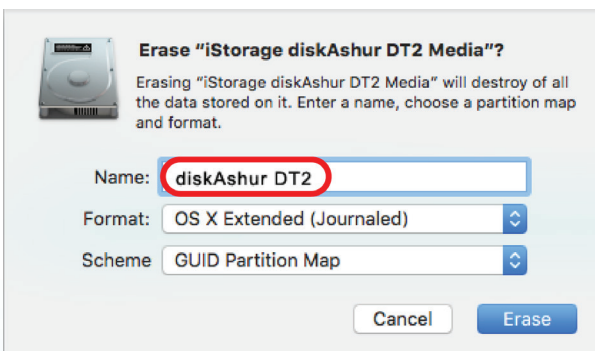 Erase “iStorage diskAshur DT2 Media”?
Erasing “iStorage diskAshur DT2 Media” will destroy of all
the data stored on it. Enter a name, choose a partition map
and format.
Name: diskAshur DT2
Format: OS X Extended (Journaled)
Scheme GUID Partition Map
Cancel Erase